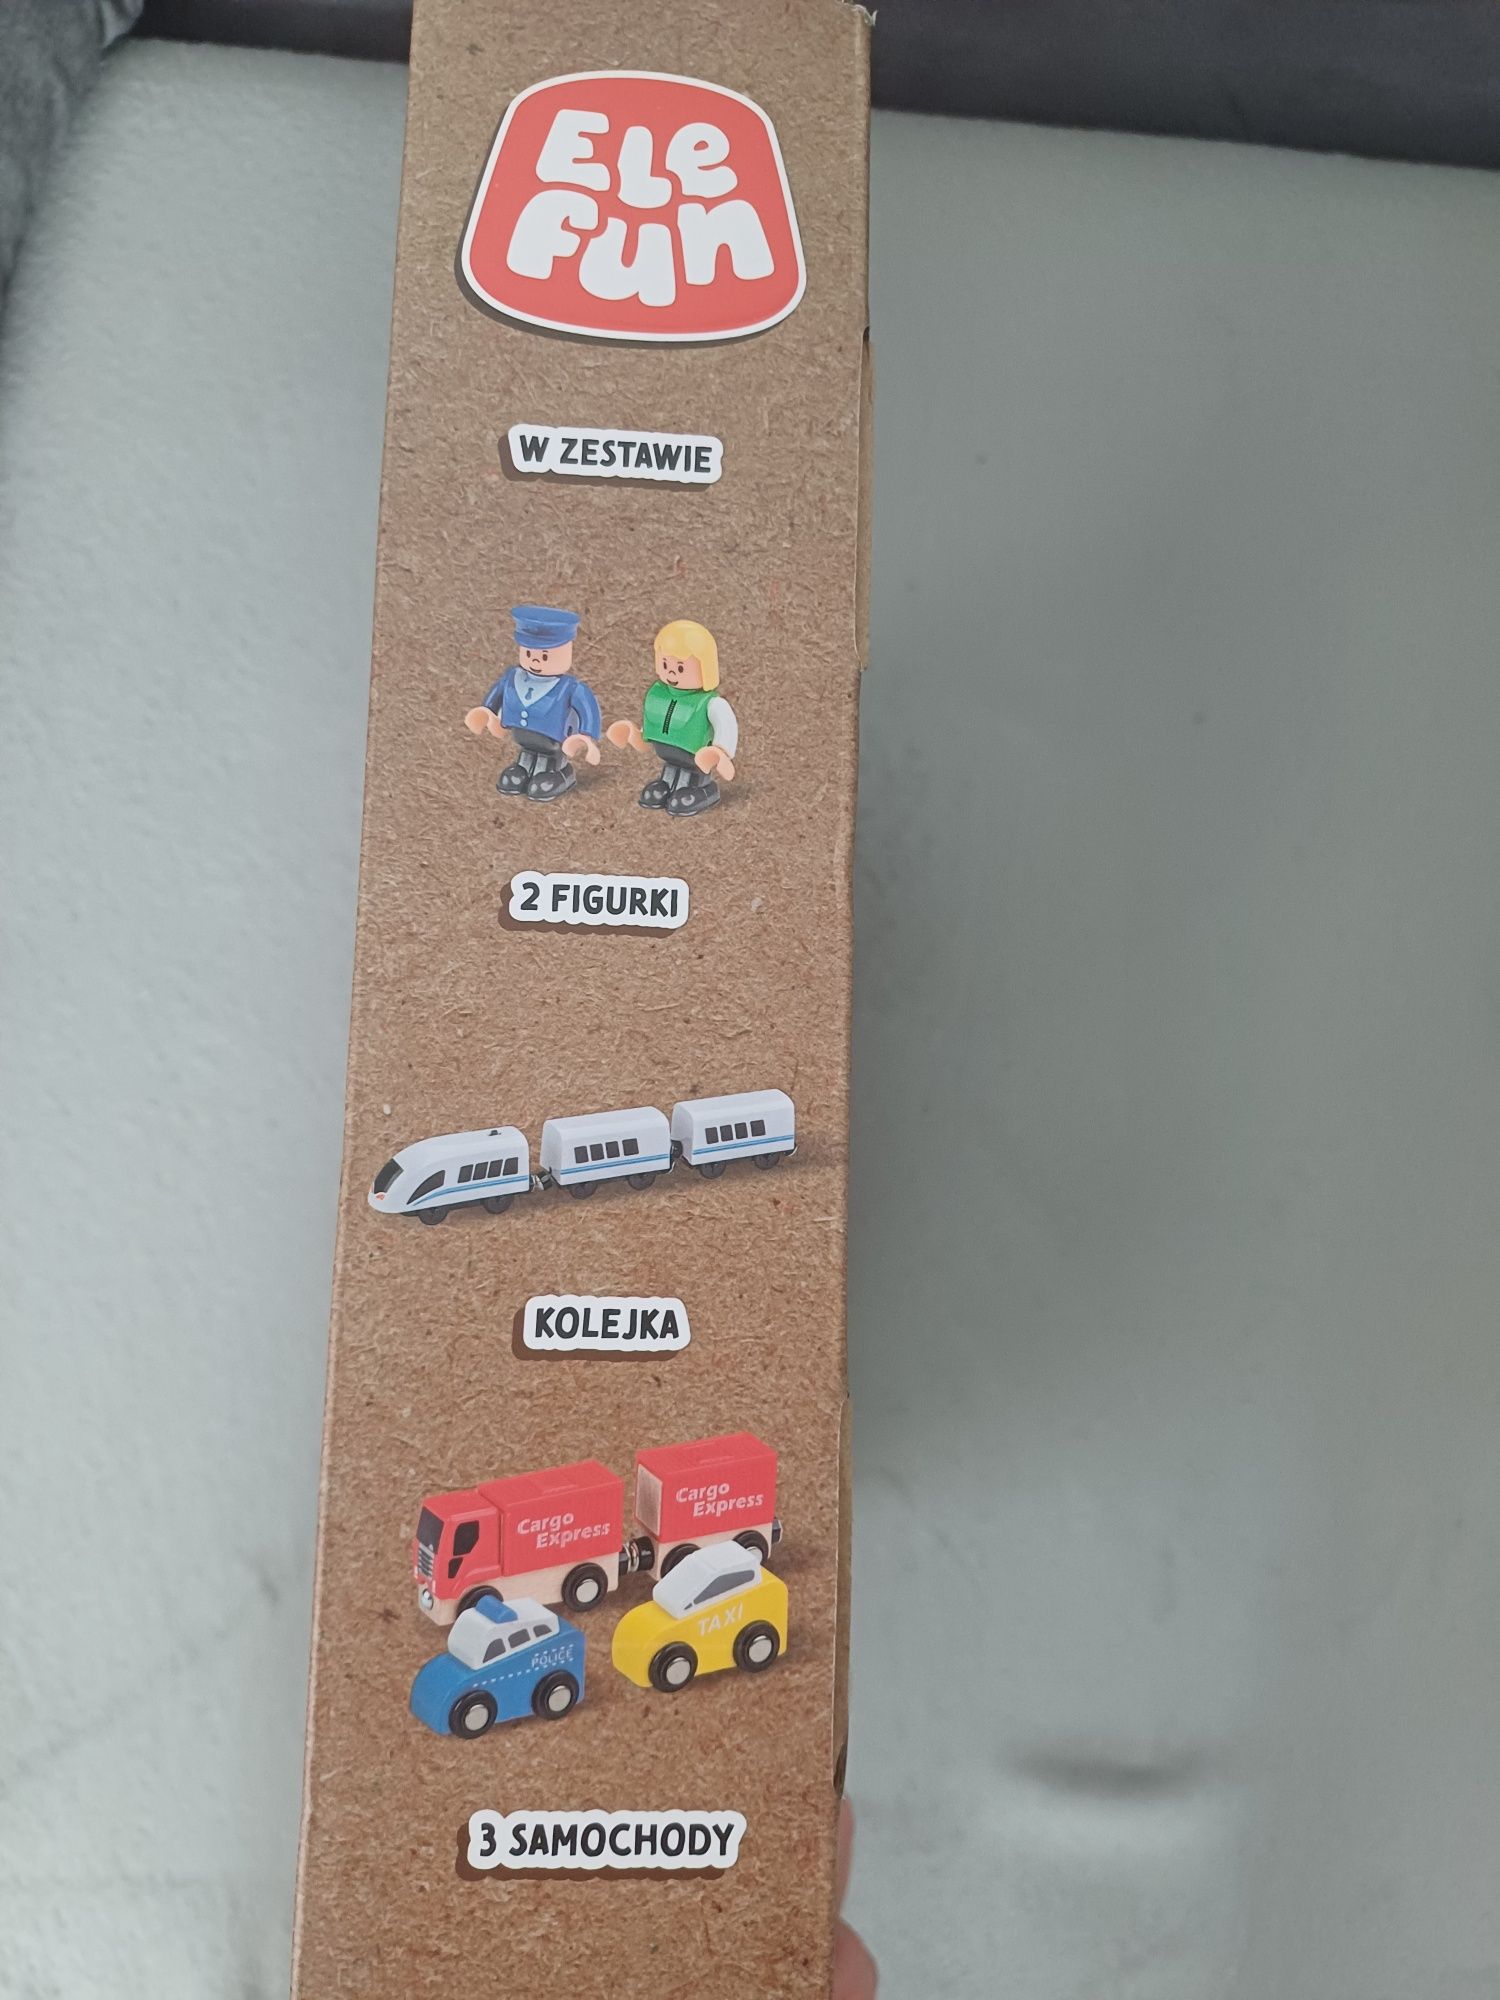 Ele
fun
W ZESTAWIE
2 FIGURKI
KOLEJKA
Cargo
Express
Cargo
Express
TAXI
POLICE
3 SAMOCHODY